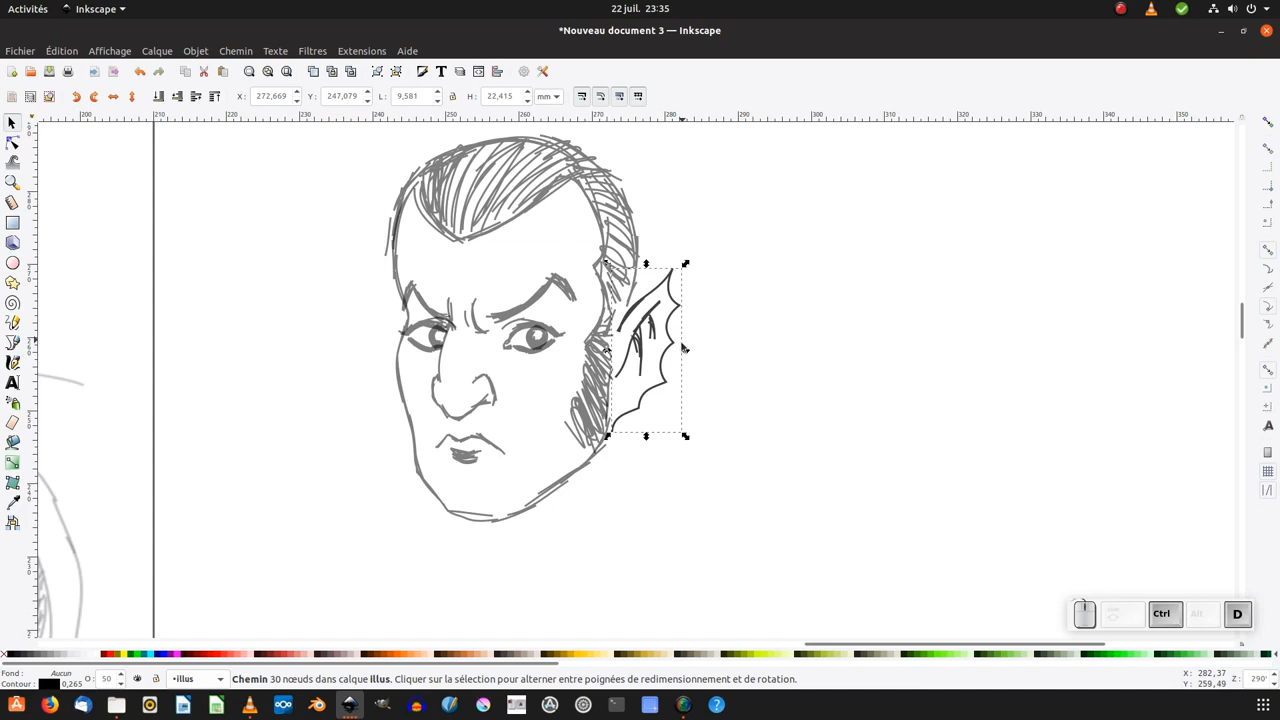 Activités
Inkscape
22 juil. 23:35
*Nouveau document 3 — Inkscape
Fichier Édition Affichage Calque Objet Chemin Texte Filtres Extensions Aide
X: 272,669 Y: 247,079 L: 9,581 H: 22,415 mm
200 210 220 230 240 250 260 270 280 290 300 310 320 330 340 350
Ctrl Alt D
Fond : Aucun
Contour : 0,265
O: 50
•illus
Chemin 30 nœuds dans calque illus. Cliquer sur la sélection pour alternar entre poignées de redimensionnement et de rotation.
X: 282,37
Y: 259,49
Z: 290